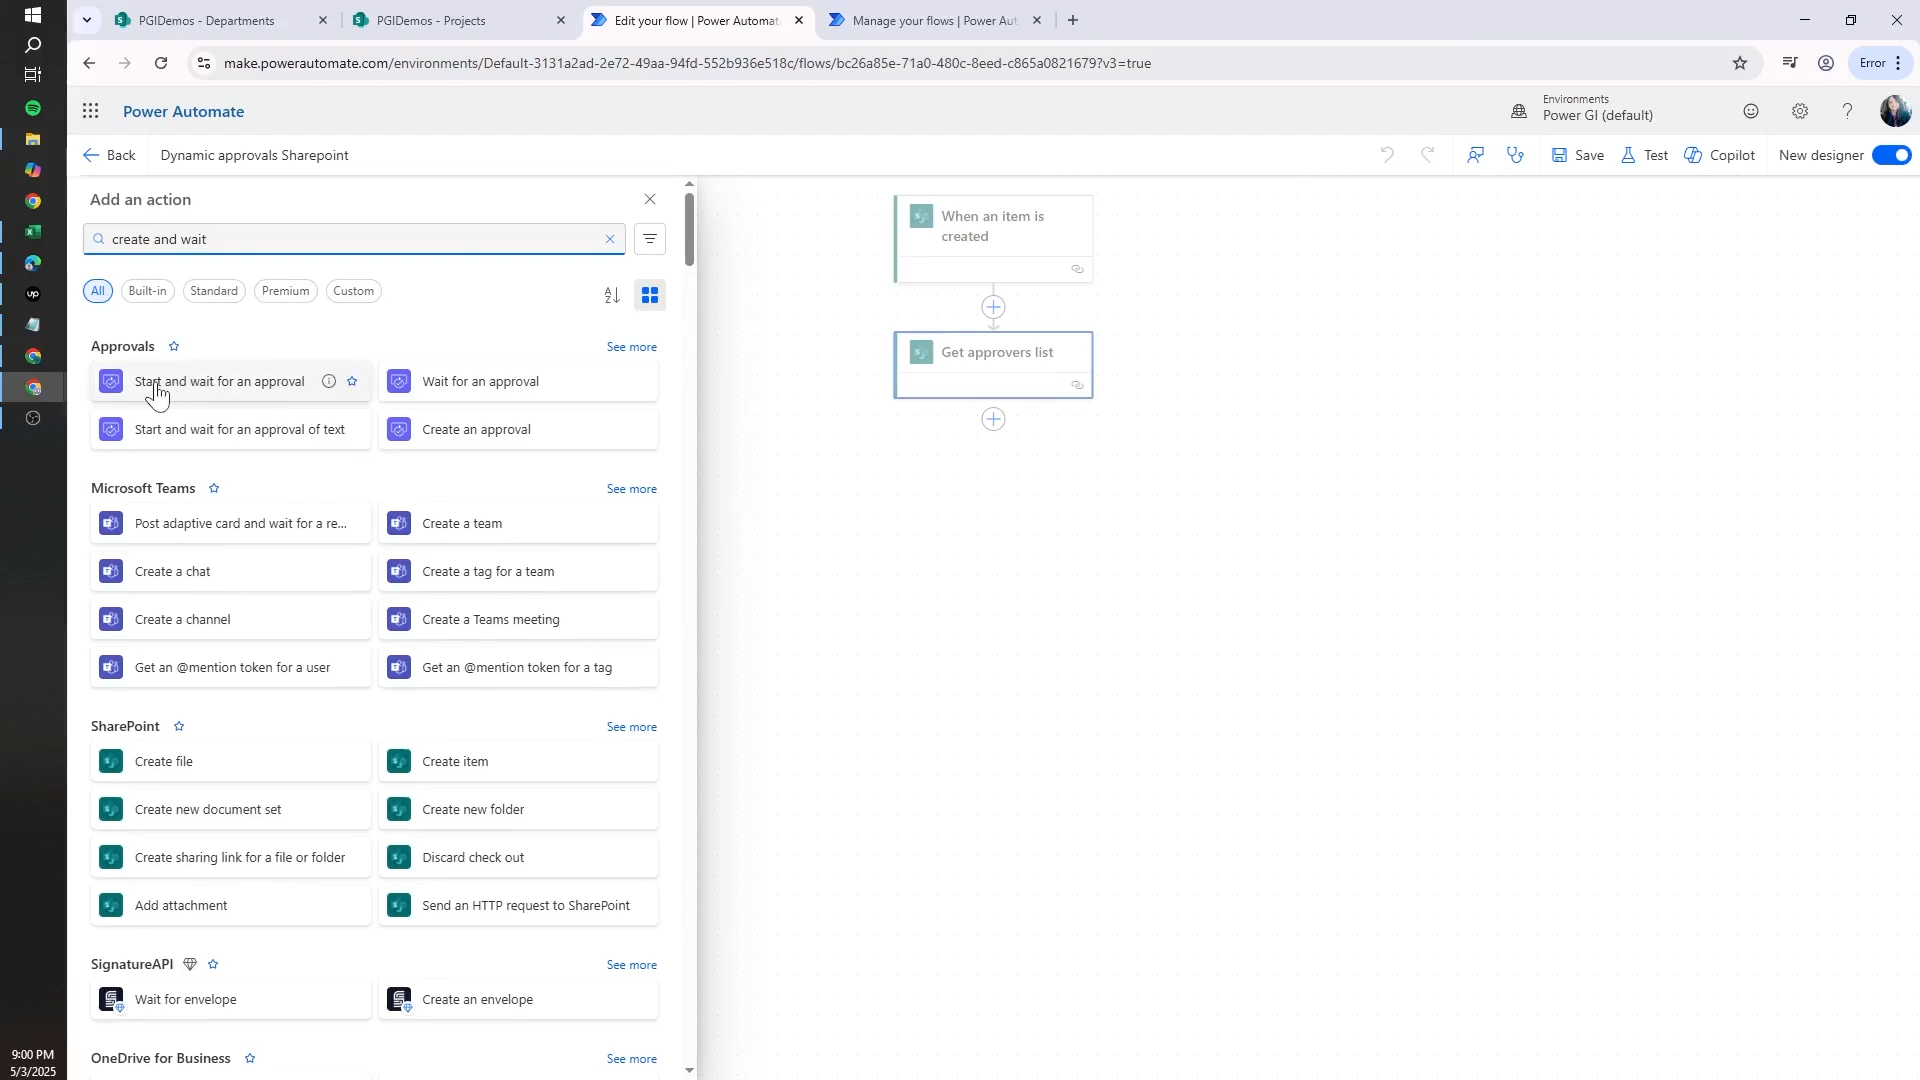 PGIDemos - Departments
PGIDemos - Projects
Edit your flow | Power Automat
Manage your flows | Power Aut
make.powerautomate.com/environments/Default-3131a2ad-2e72-49aa-94fd-552b936e518c/flows/bc26a85e-71a0-480c-8eed-c865a0821679?v3=true
Error
Power Automate
Environments
Power GI (default)
Back
Dynamic approvals Sharepoint
Save
Test
Copilot
New designer
Add an action
create and wait
All
Built-in
Standard
Premium
Custom
Approvals
See more
Start and wait for an approval
Wait for an approval
Start and wait for an approval of text
Create an approval
Microsoft Teams
See more
Post adaptive card and wait for a re...
Create a team
Create a chat
Create a tag for a team
Create a channel
Create a Teams meeting
Get an @mention token for a user
Get an @mention token for a tag
SharePoint
See more
Create file
Create item
Create new document set
Create new folder
Create sharing link for a file or folder
Discard check out
Add attachment
Send an HTTP request to SharePoint
SignatureAPI
See more
Wait for envelope
Create an envelope
OneDrive for Business
See more
When an item is
created
Get approvers list
9:00 PM
5/3/2025